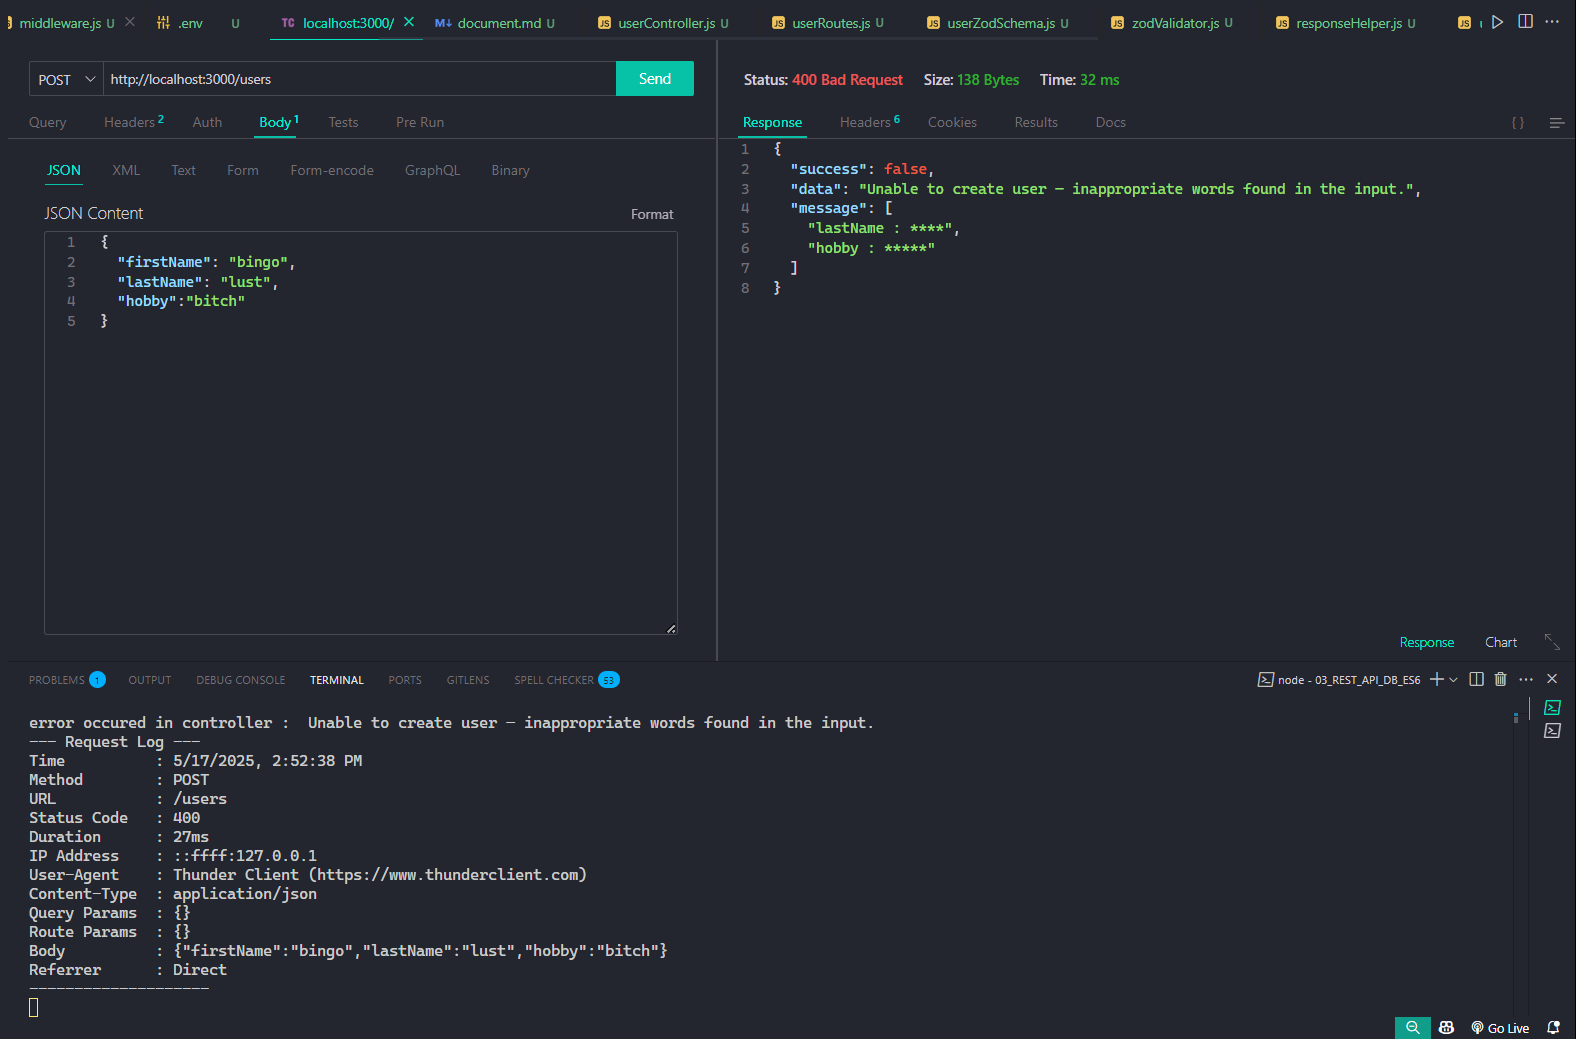 middleware.js U .env U TC localhost:3000/ document.md U JS userController.js U JS userRoutes.js U JS userZodSchema.js U JS zodValidator.js U JS responseHelper.js U JS
POST http://localhost:3000/users Send
Query Headers 2 Auth Body 1 Tests Pre Run
JSON XML Text Form Form-encode GraphQL Binary
JSON Content Format
1 {
2 "firstName": "bingo",
3 "lastName": "lust",
4 "hobby":"bitch"
5 }
Status: 400 Bad Request Size: 138 Bytes Time: 32 ms
Response Headers 6 Cookies Results Docs { }
1 {
2 "success": false,
3 "data": "Unable to create user — inappropriate words found in the input.",
4 "message": [
5 "lastName : ****",
6 "hobby : *****"
7 ]
8 }
Response Chart
PROBLEMS 1 OUTPUT DEBUG CONSOLE TERMINAL PORTS GITLENS SPELL CHECKER 53 node - 03_REST_API_DB_ES6
error occured in controller :  Unable to create user — inappropriate words found in the input.
--- Request Log ---
Time : 5/17/2025, 2:52:38 PM
Method : POST
URL : /users
Status Code : 400
Duration : 27ms
IP Address : ::ffff:127.0.0.1
User-Agent : Thunder Client (https://www.thunderclient.com)
Content-Type : application/json
Query Params : {}
Route Params : {}
Body : {"firstName":"bingo","lastName":"lust","hobby":"bitch"}
Referrer : Direct
--------------------
Go Live